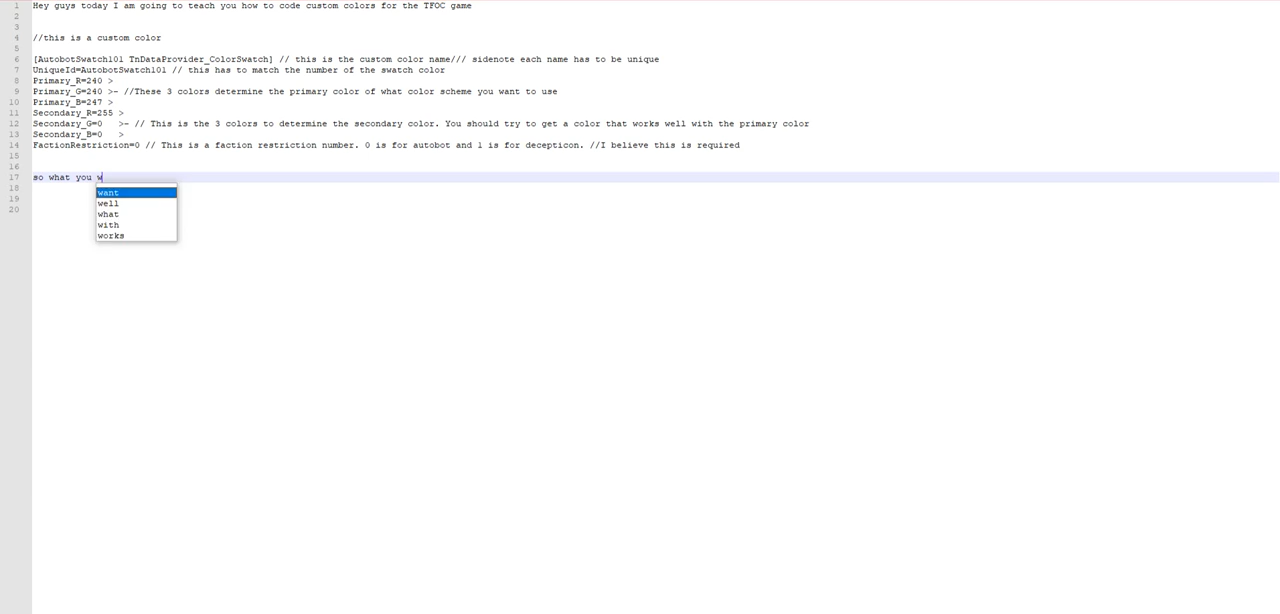 1 Hey guys today I am going to teach you how to code custom colors for the TFOC game
2
3
4 //this is a custom color
5
6 [AutobotSwatch101 TnDataProvider_ColorSwatch] // this is the custom color name/// sidenote each name has to be unique
7 UniqueId=AutobotSwatch101 // this has to match the number of the swatch color
8 Primary_R=240 >
9 Primary_G=240 >- //These 3 colors determine the primary color of what color scheme you want to use
10 Primary_B=247 >
11 Secondary_R=255 >
12 Secondary_G=0 >- // This is the 3 colors to determine the secondary color. You should try to get a color that works well with the primary color
13 Secondary_B=0 >
14 FactionRestriction=0 // This is a faction restriction number. 0 is for autobot and 1 is for decepticon. //I believe this is required
15
16
17 so what you w
18 want
well
19 what
20 with
works